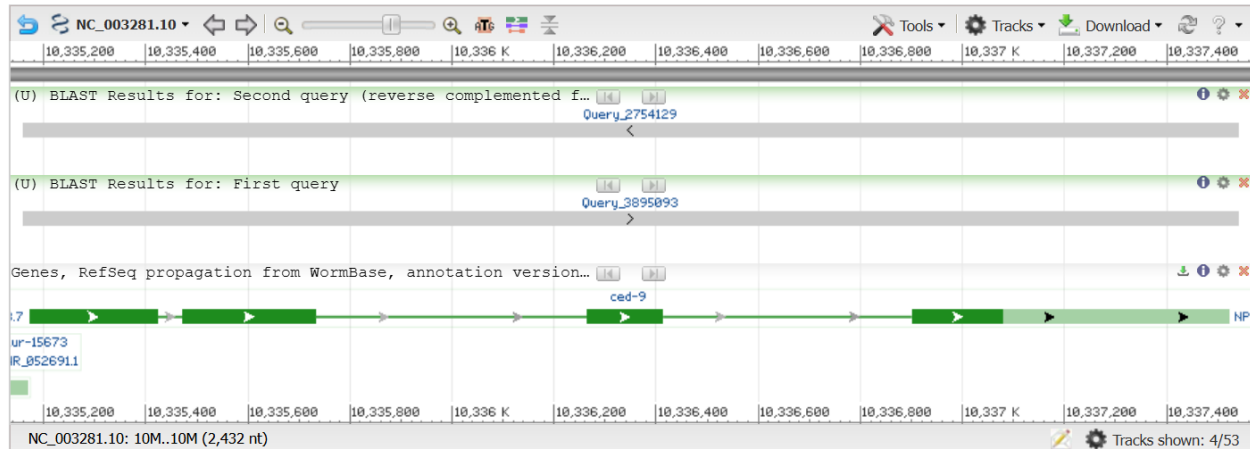 NC_003281.10 ATG Tools Tracks Download ?
10,335,200 10,335,400 10,335,600 10,335,800 10,336 K 10,336,200 10,336,400 10,336,600 10,336,800 10,337 K 10,337,200 10,337,400
(U) BLAST Results for: Second query (reverse complemented f…
Query_2754129
(U) BLAST Results for: First query
Query_3895093
Genes, RefSeq propagation from WormBase, annotation version…
ced-9
3.7 NP
ur-15673
NR_052691.1
10,335,200 10,335,400 10,335,600 10,335,800 10,336 K 10,336,200 10,336,400 10,336,600 10,336,800 10,337 K 10,337,200 10,337,400
NC_003281.10: 10M..10M (2,432 nt) Tracks shown: 4/53